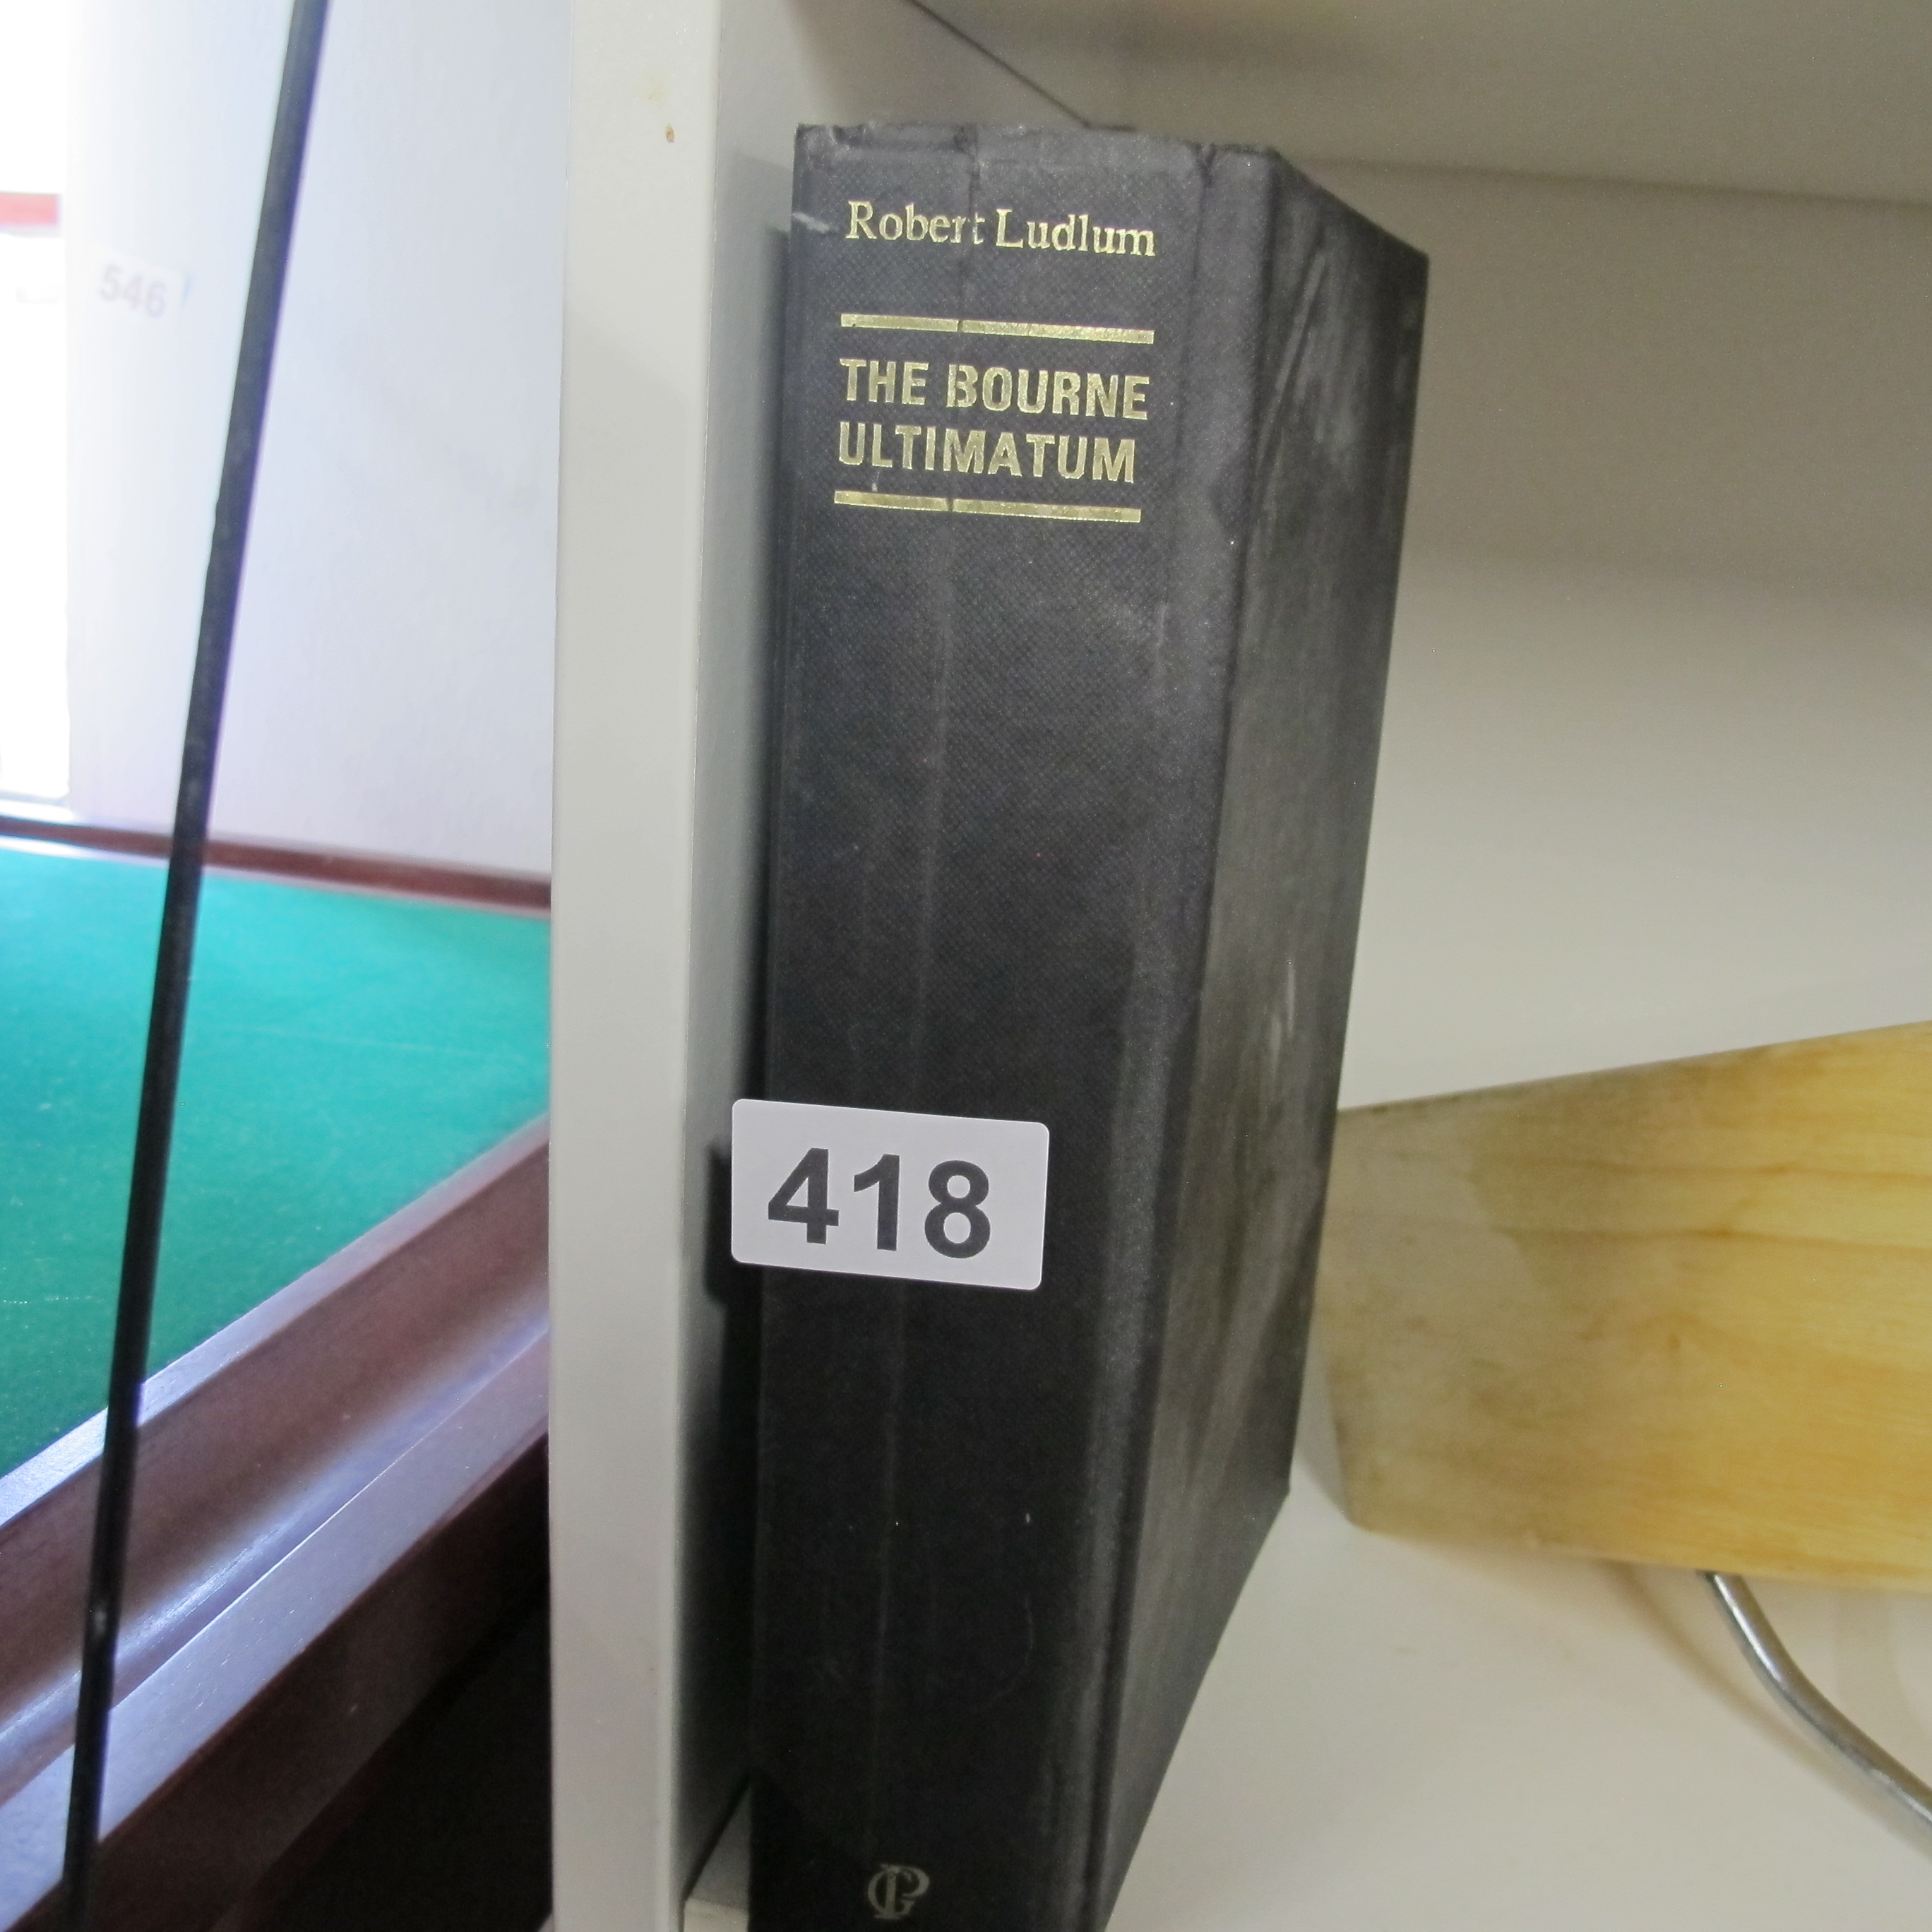 Robert Ludlum
THE BOURNE
ULTIMATUM
418
546